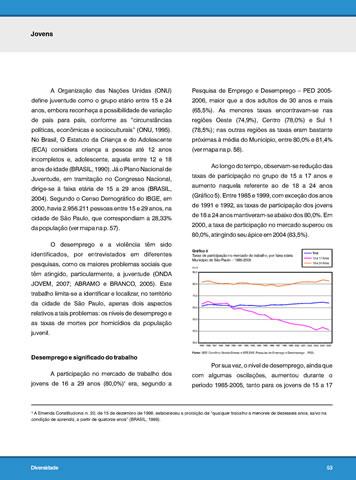 Jovens
A Organização das Nações Unidas (ONU)
define juventude como o grupo etário entre 15 e 24
anos, embora reconheça a possibilidade de variação
de país para país, conforme as "circunstâncias
políticas, econômicas e socioculturais" (ONU, 1995).
No Brasil, O Estatuto da Criança e do Adolescente
(ECA) considera criança a pessoa até 12 anos
incompletos e, adolescente, aquela entre 12 e 18
anos de idade (BRASIL, 1990). Já o Plano Nacional de
Juventude, em tramitação no Congresso Nacional,
dirige-se à faixa etária de 15 a 29 anos (BRASIL,
2004). Segundo o Censo Demográfico do IBGE, em
2000, havia 2.956.211 pessoas entre 15 e 29 anos, na
cidade de São Paulo, que correspondiam a 28,33%
da população (ver mapa na p. 57).
O desemprego e a violência têm sido
identificados, por entrevistados em diferentes
pesquisas, como os maiores problemas sociais que
têm atingido, particularmente, a juventude (ONDA
JOVEM, 2007; ABRAMO e BRANCO, 2005). Este
trabalho limita-se a identificar e localizar, no território
da cidade de São Paulo, apenas dois aspectos
relativos a tais problemas: os níveis de desemprego e
as taxas de mortes por homicídios da população
juvenil.
Desemprego e significado do trabalho
A participação no mercado de trabalho dos
jovens de 16 a 29 anos (80,0%)¹ era, segundo a
Pesquisa de Emprego e Desemprego – PED 2005-
2006, maior que a dos adultos de 30 anos e mais
(65,5%). As menores taxas encontravam-se nas
regiões Oeste (74,9%), Centro (78,0%) e Sul 1
(78,5%); nas outras regiões as taxas eram bastante
próximas à média do Município, entre 80,0% e 81,4%
(ver mapa na p. 58).
Ao longo do tempo, observam-se redução das
taxas de participação no grupo de 15 a 17 anos e
aumento naquela referente ao de 18 a 24 anos
(Gráfico 5). Entre 1985 e 1999, com exceção dos anos
de 1991 e 1992, as taxas de participação dos jovens
de 18 a 24 anos mantiveram-se abaixo dos 80,0%. Em
2000, a taxa de participação no mercado superou os
80,0%, atingindo seu ápice em 2004 (83,5%).
Gráfico 5
Taxas de participação no mercado de trabalho, por faixa etária
Município de São Paulo – 1985-2005
Total
15 a 17 Anos
18 a 24 Anos
Por sua vez, o nível de desemprego, ainda que
com algumas oscilações, aumentou durante o
período 1985-2005, tanto para os jovens de 15 a 17
¹ A Emenda Constitucional n. 20, de 15 de dezembro de 1998, estabeleceu a proibição de "qualquer trabalho a menores de dezesseis anos, salvo na
condição de aprendiz, a partir de quatorze anos" (BRASIL, 1998).
Diversidade
53